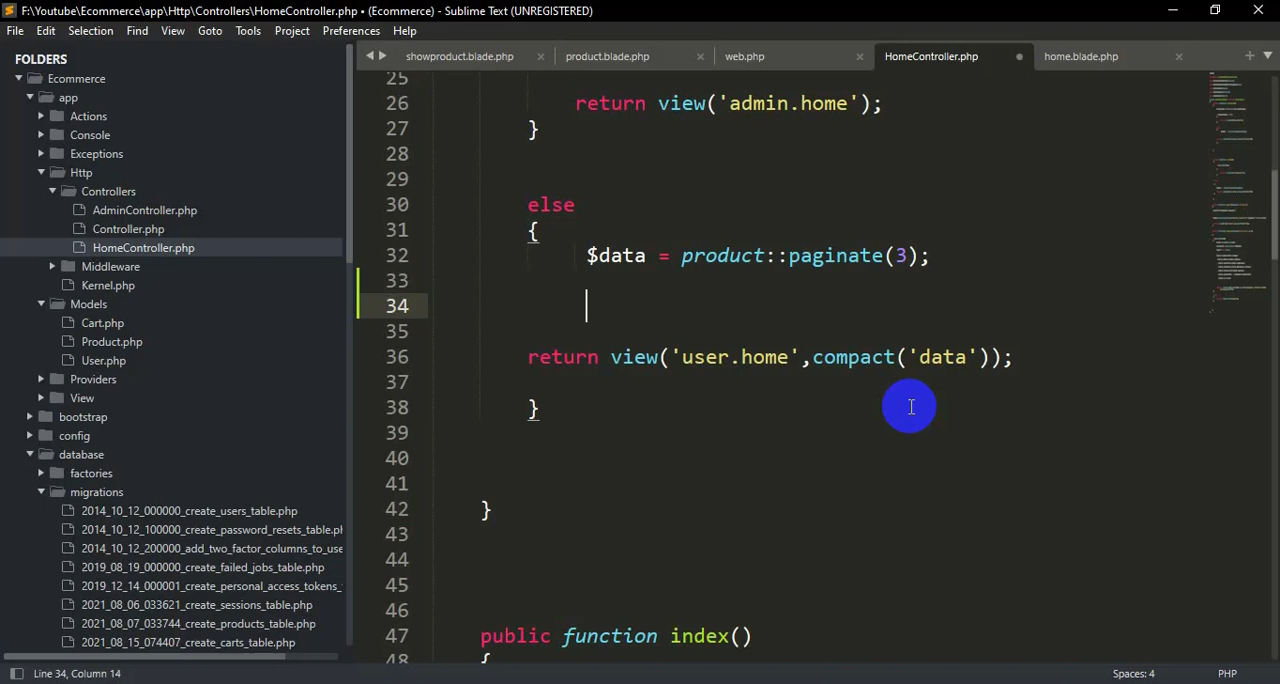 F:\Youtube\Ecommerce\app\Http\Controllers\HomeController.php • (Ecommerce) - Sublime Text (UNREGISTERED)
File Edit Selection Find View Goto Tools Project Preferences Help
FOLDERS
Ecommerce
app
Actions
Console
Exceptions
Http
Controllers
AdminController.php
Controller.php
HomeController.php
Middleware
Kernel.php
Models
Cart.php
Product.php
User.php
Providers
View
bootstrap
config
database
factories
migrations
2014_10_12_000000_create_users_table.php
2014_10_12_100000_create_password_resets_table.ph
2014_10_12_200000_add_two_factor_columns_to_use
2019_08_19_000000_create_failed_jobs_table.php
2019_12_14_000001_create_personal_access_tokens_
2021_08_06_033621_create_sessions_table.php
2021_08_07_033744_create_products_table.php
2021_08_15_074407_create_carts_table.php
showproduct.blade.php product.blade.php web.php HomeController.php home.blade.php
25
26 return view('admin.home');
27 }
28
29
30 else
31 {
32 $data = product::paginate(3);
33
34
35
36 return view('user.home',compact('data'));
37
38 }
39
40
41
42 }
43
44
45
46
47 public function index()
48 {
Line 34, Column 14 Spaces: 4 PHP